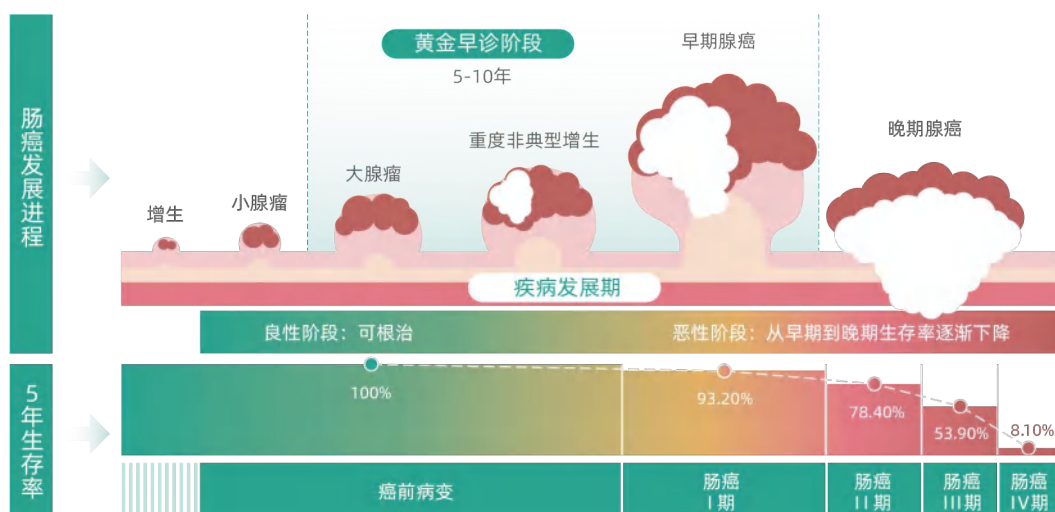 肠癌发展进程
黄金早诊阶段
5-10年
增生
小腺瘤
大腺瘤
重度非典型增生
早期腺癌
晚期腺癌
疾病发展期
良性阶段：可根治
恶性阶段：从早期到晚期生存率逐渐下降
5年生存率
100%
93.20%
78.40%
53.90%
8.10%
癌前病变
肠癌
I期
肠癌
II期
肠癌
III期
肠癌
IV期